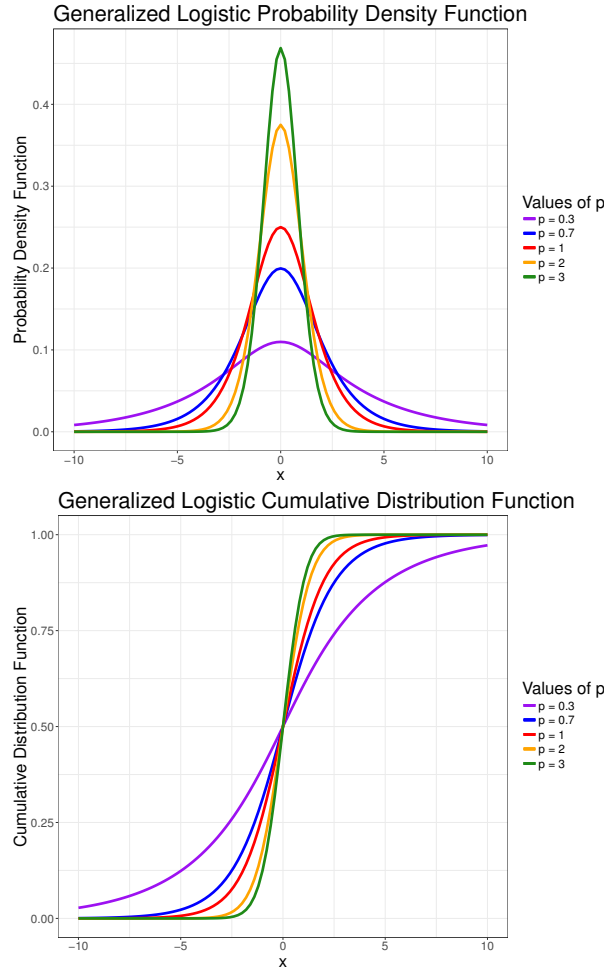 Generalized Logistic Probability Density Function
Probability Density Function
0.4
0.3
0.2
0.1
0.0
−10
−5
0
5
10
x
Values of p
p = 0.3
p = 0.7
p = 1
p = 2
p = 3
Generalized Logistic Cumulative Distribution Function
Cumulative Distribution Function
1.00
0.75
0.50
0.25
0.00
−10
−5
0
5
10
x
Values of p
p = 0.3
p = 0.7
p = 1
p = 2
p = 3